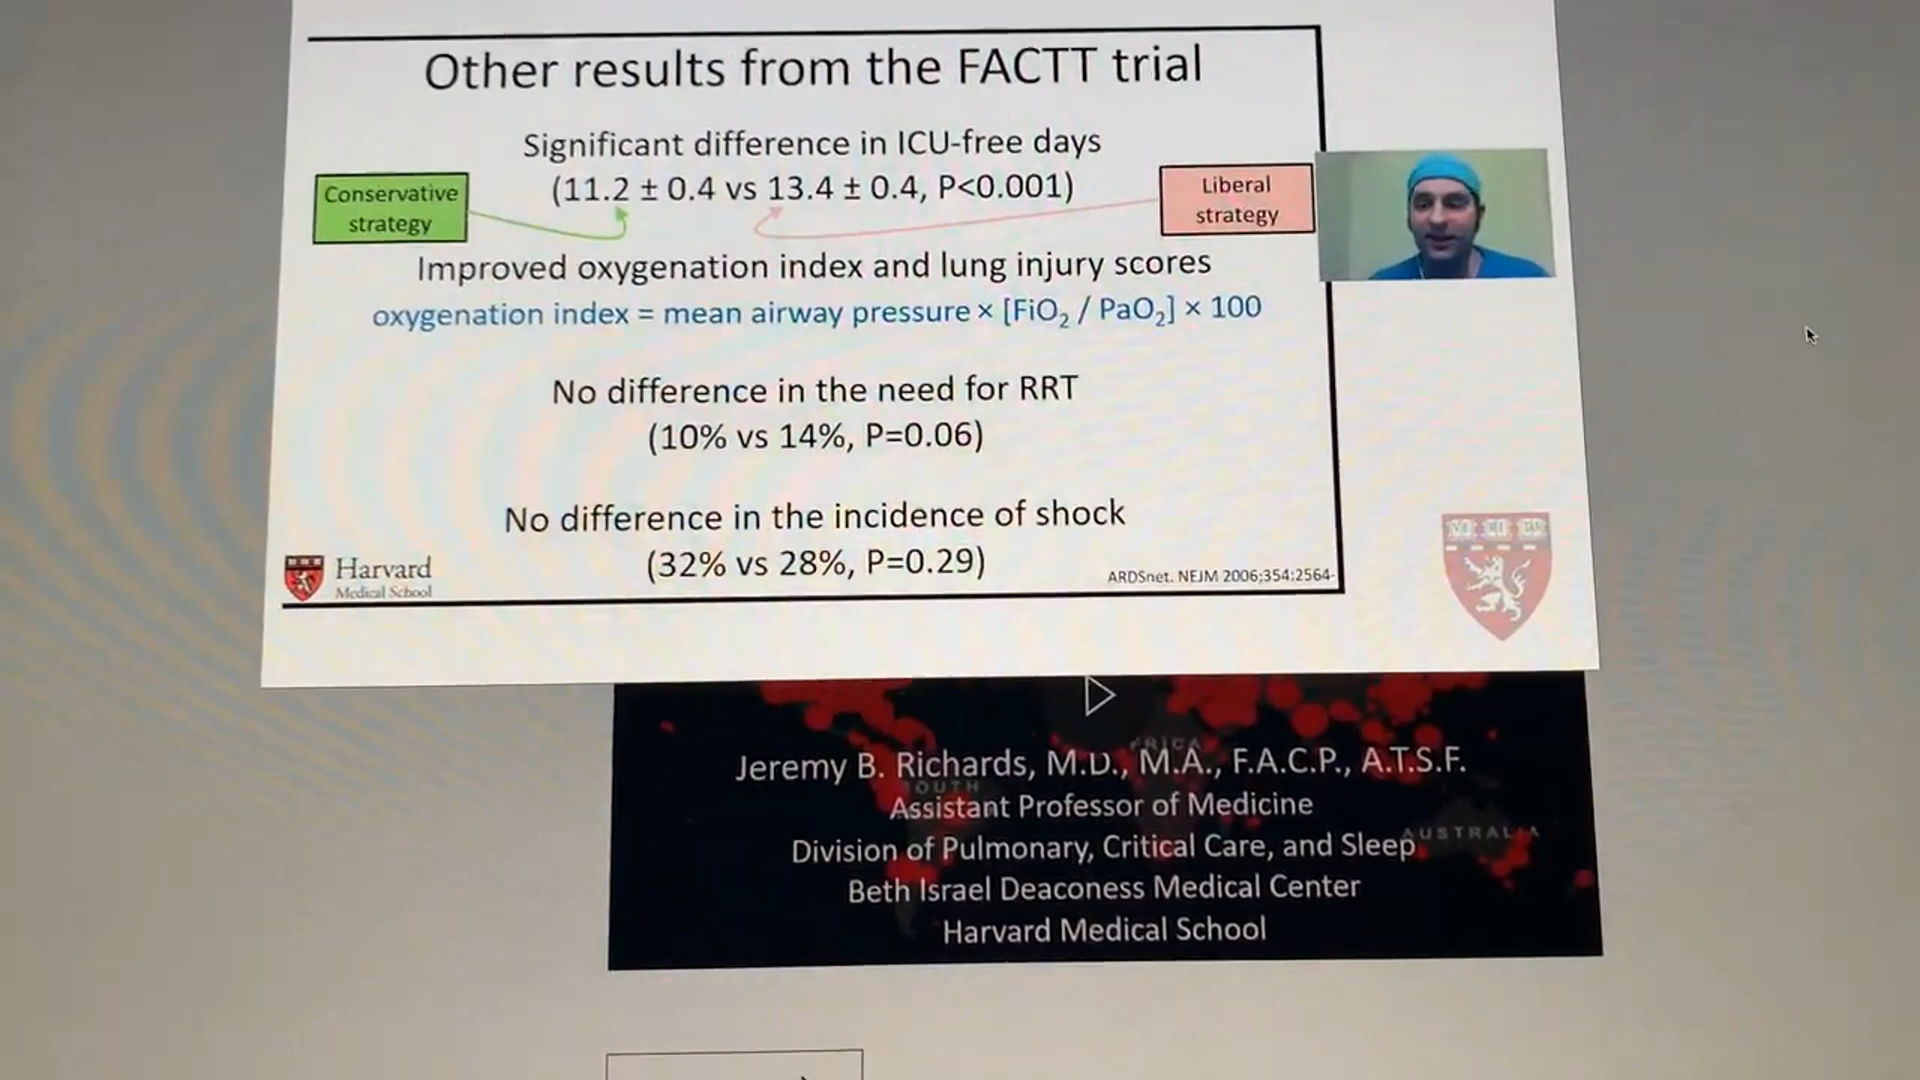 Other results from the FACTT trial
Significant difference in ICU-free days
(11.2 ± 0.4 vs 13.4 ± 0.4, P<0.001)
Conservative
strategy
Liberal
strategy
Improved oxygenation index and lung injury scores
oxygenation index = mean airway pressure × [FiO₂ / PaO₂] × 100
No difference in the need for RRT
(10% vs 14%, P=0.06)
No difference in the incidence of shock
(32% vs 28%, P=0.29)
Harvard
Medical School
ARDSnet. NEJM 2006;354:2564-
Jeremy B. Richards, M.D., M.A., F.A.C.P., A.T.S.F.
Assistant Professor of Medicine
Division of Pulmonary, Critical Care, and Sleep
AUSTRALIA
Beth Israel Deaconess Medical Center
Harvard Medical School